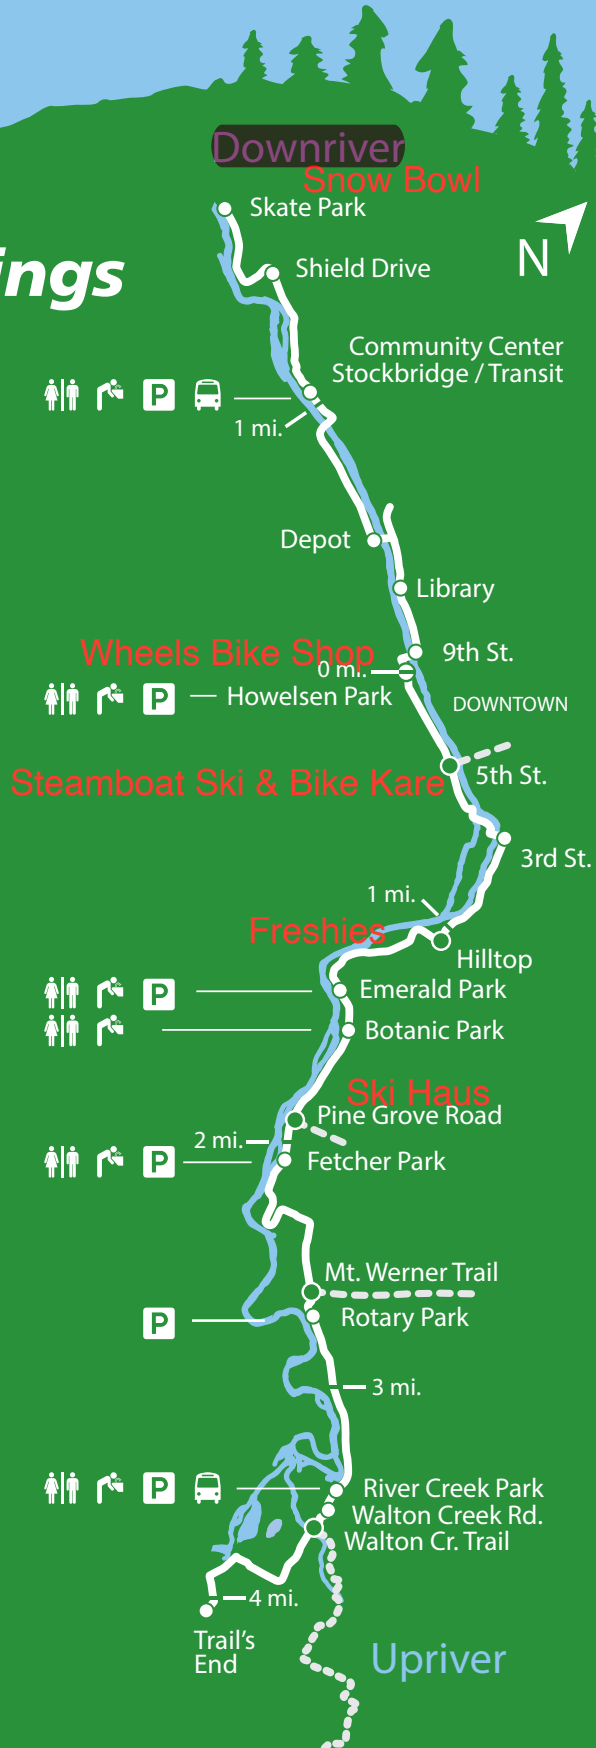 Downriver
Snow Bowl
Skate Park
ings
N
Shield Drive
Community Center
Stockbridge / Transit
P
1 mi.
Depot
Library
Wheels Bike Shop
9th St.
0 mi.
P
Howelsen Park
DOWNTOWN
5th St.
Steamboat Ski & Bike Kare
3rd St.
1 mi.
Freshies
Hilltop
P
Emerald Park
Botanic Park
Ski Haus
Pine Grove Road
2 mi.
P
Fetcher Park
Mt. Werner Trail
P
Rotary Park
3 mi.
P
River Creek Park
Walton Creek Rd.
Walton Cr. Trail
4 mi.
Trail's
End
Upriver